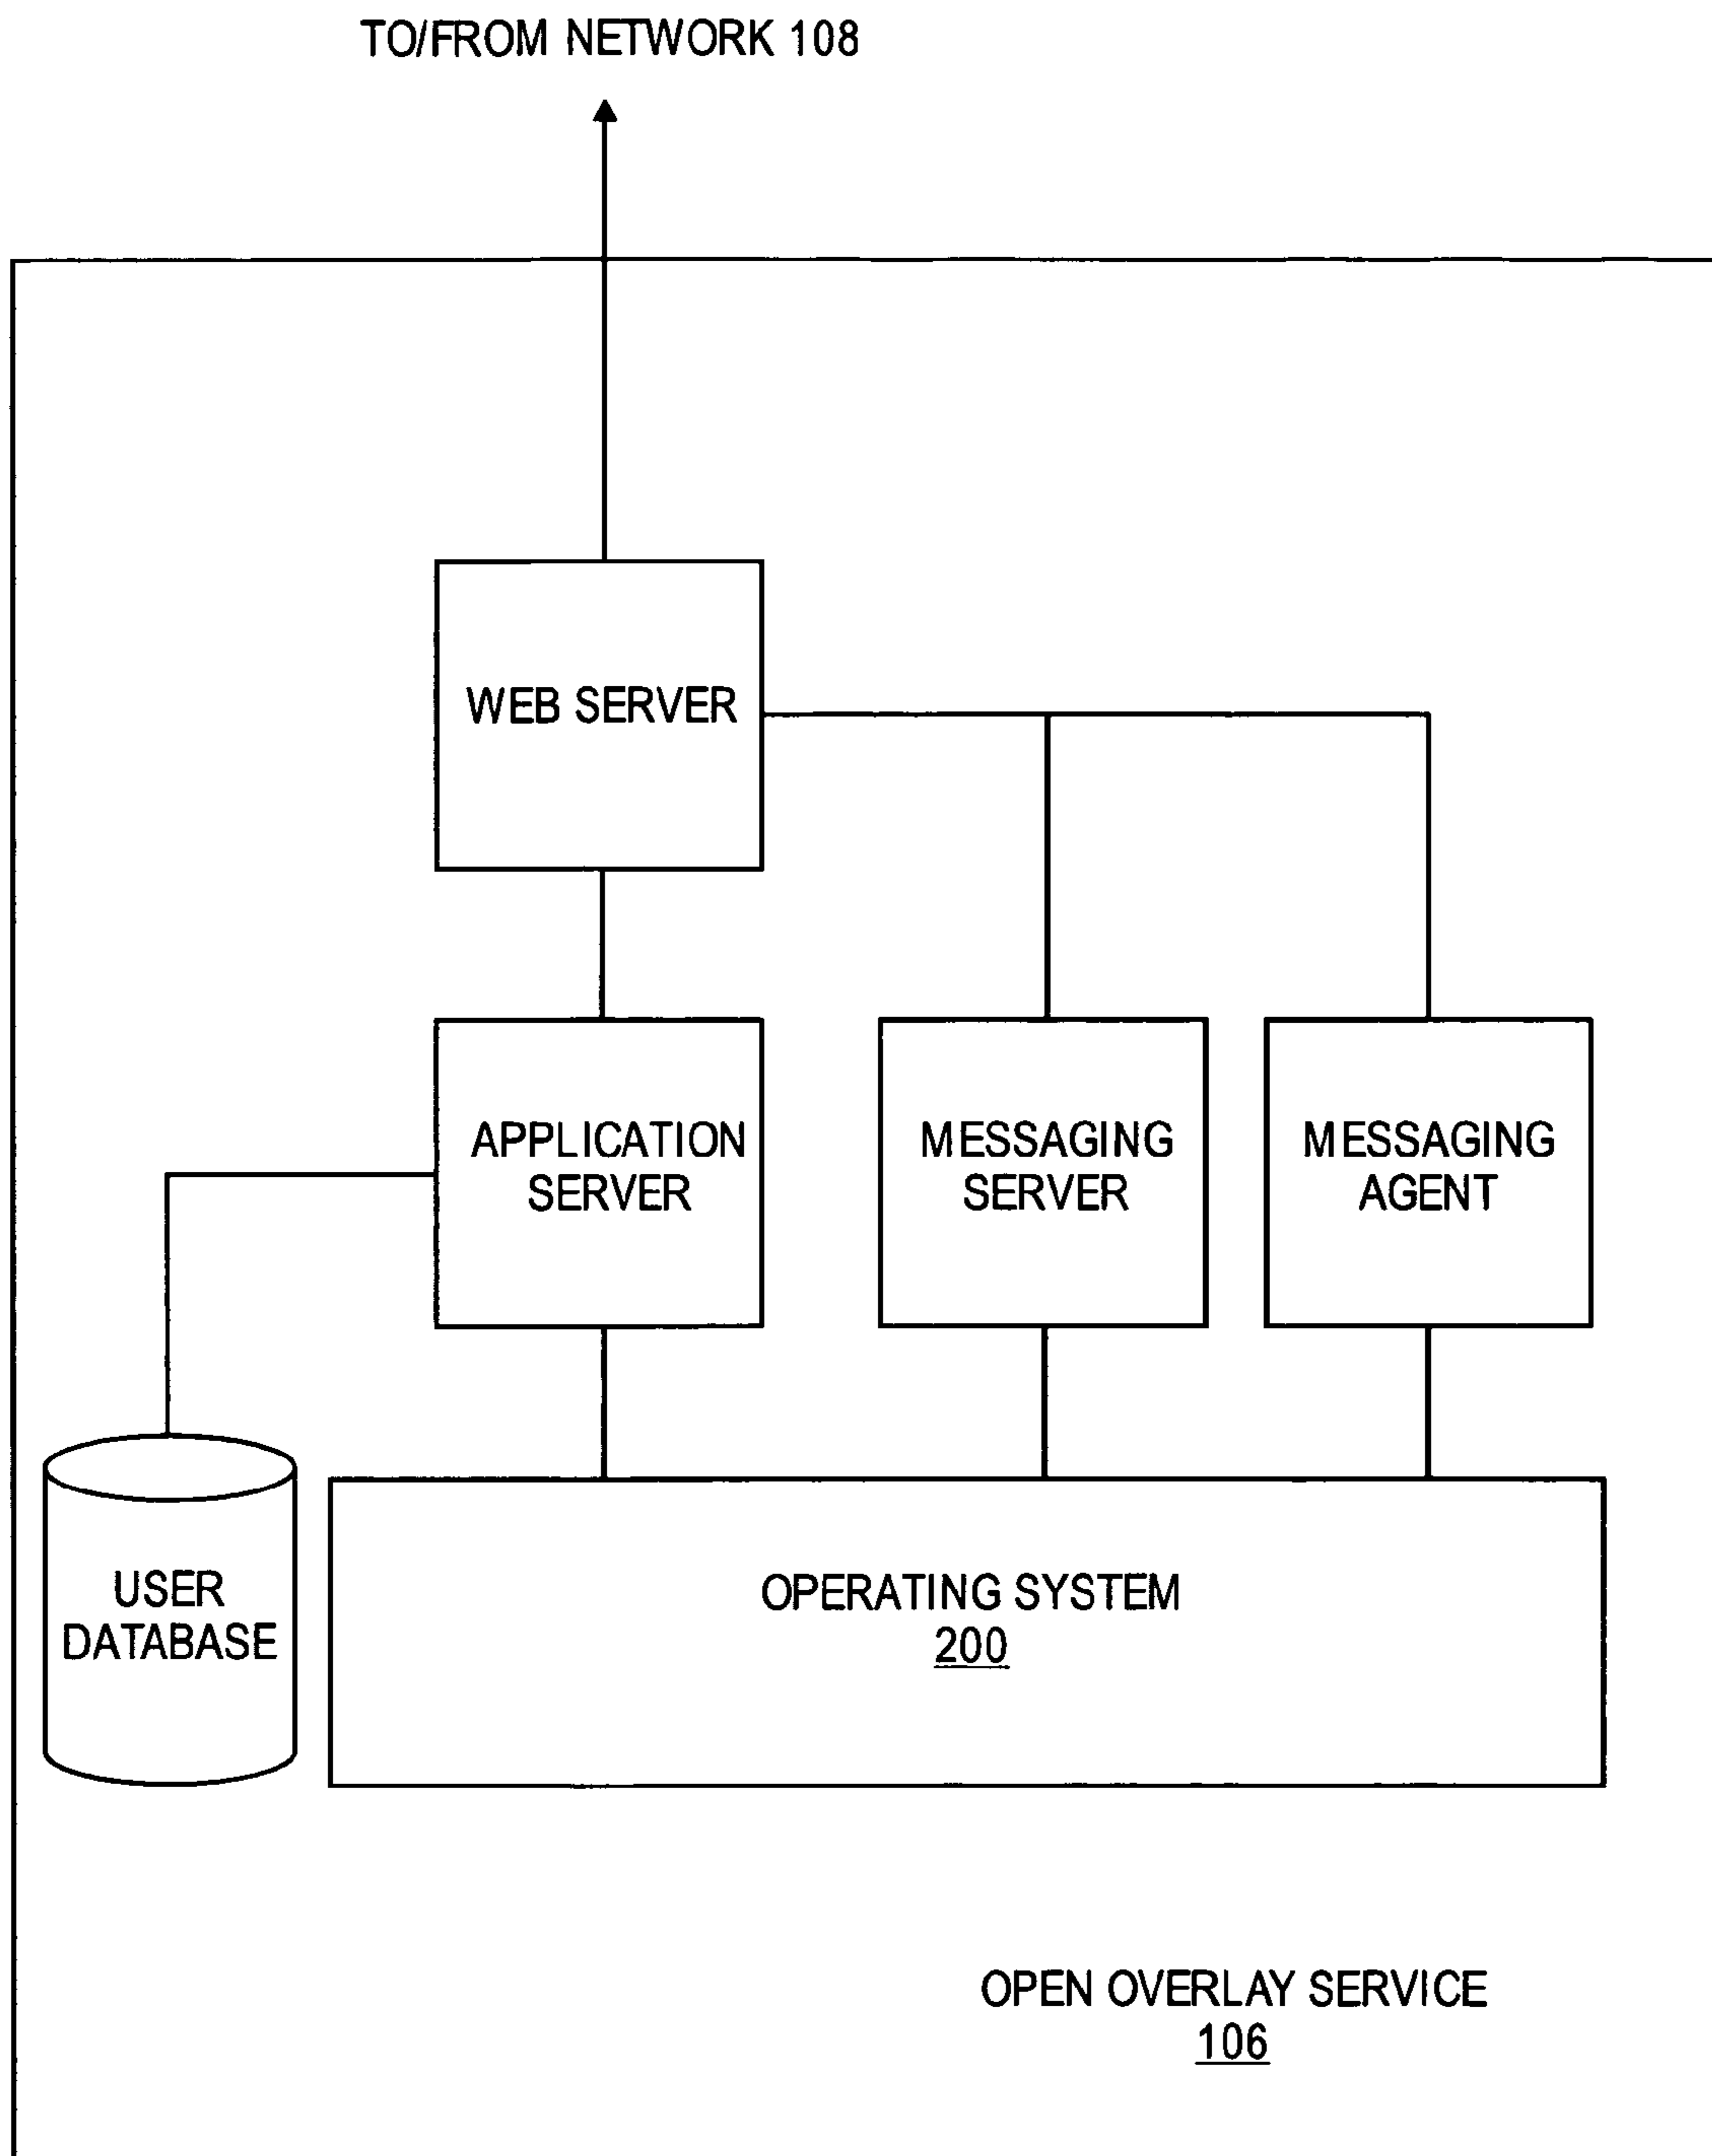 TO/FROM NETWORK 108
WEB SERVER
APPLICATION
SERVER
MESSAGING
SERVER
MESSAGING
AGENT
USER
DATABASE
OPERATING SYSTEM
200
OPEN OVERLAY SERVICE
106